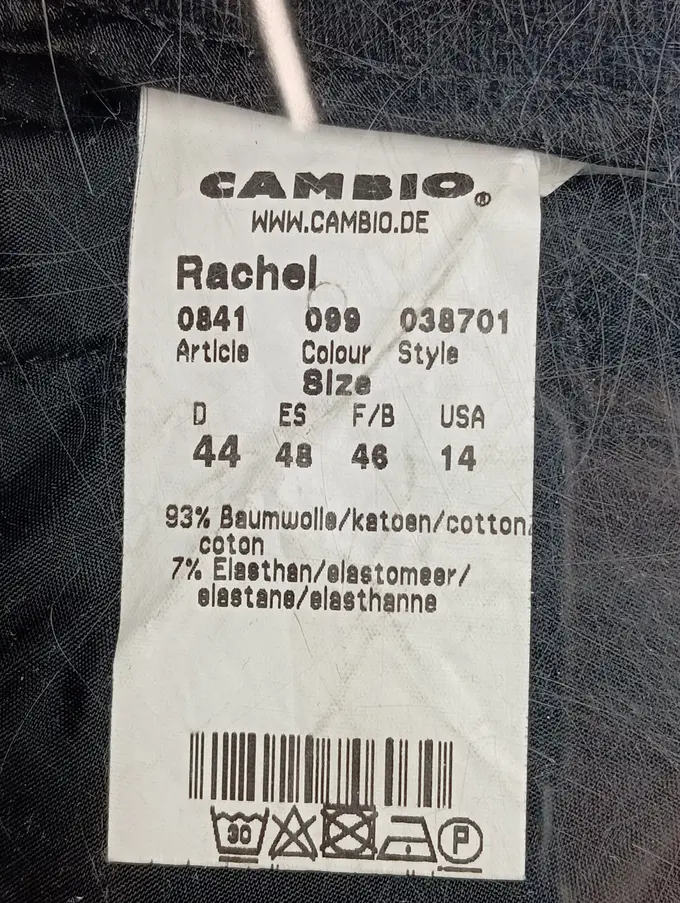 CAMBIO®
WWW.CAMBIO.DE
Rachel
0841 099 038701
Article Colour Style
Size
D ES F/B USA
44 48 46 14
93% Baumwolle/katoen/cotton/
coton
7% Elasthan/elastomeer/
elastane/elasthanne
30
P